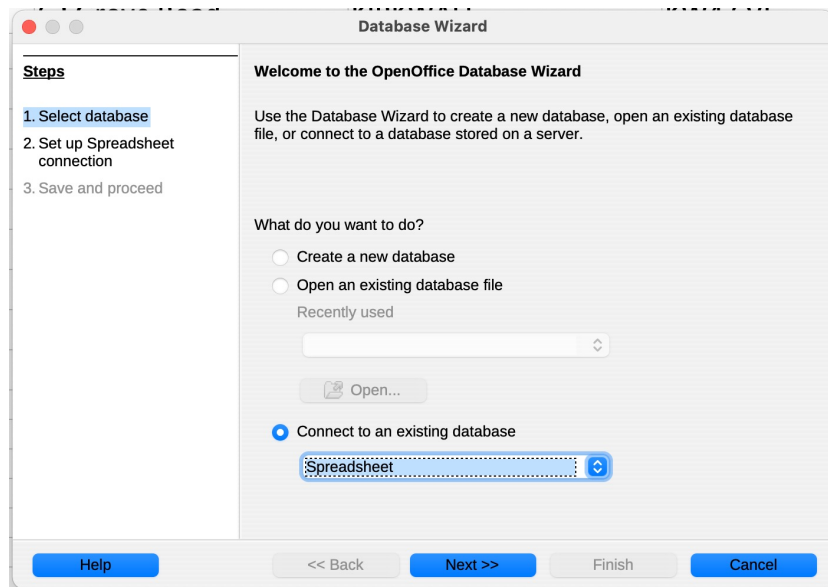 Database Wizard
Steps
1. Select database
2. Set up Spreadsheet
connection
3. Save and proceed
Welcome to the OpenOffice Database Wizard
Use the Database Wizard to create a new database, open an existing database
file, or connect to a database stored on a server.
What do you want to do?
Create a new database
Open an existing database file
Recently used
Open...
Connect to an existing database
Spreadsheet
Help
<< Back
Next >>
Finish
Cancel